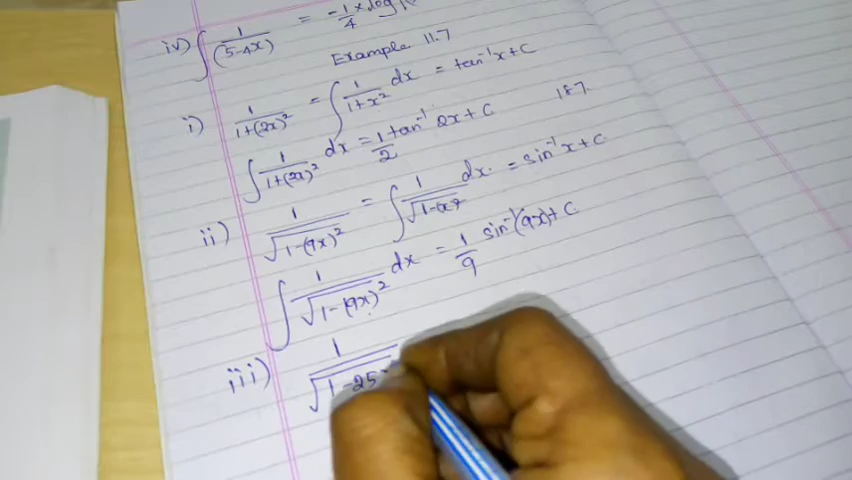 iv) ∫ 1/(5-4x) = -1/4 × log
Example 11.7
i) 1/(1+(2x)²) = ∫ 1/(1+x²) dx = tan⁻¹x + c
∫ 1/(1+(2x)²) dx = 1/2 tan⁻¹ 2x + c
187
ii) 1/√(1-(9x)²) = ∫ 1/√(1-x²) dx. = sin⁻¹x + c
∫ 1/√(1-(9x)²) dx = 1/9 sin⁻¹(9x) + c
iii) 1/√(1-25